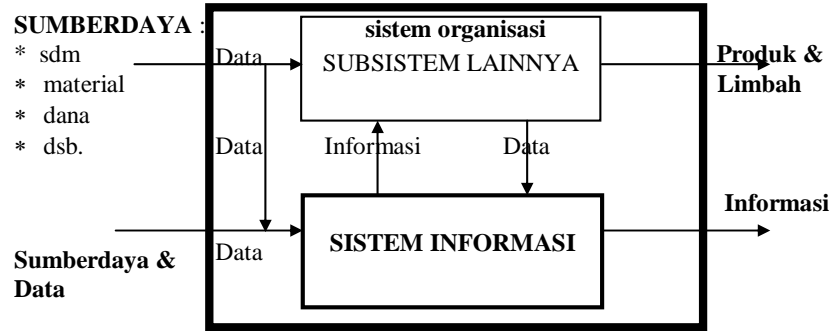 SUMBERDAYA :
* sdm
* material
* dana
* dsb.
Data
sistem organisasi
SUBSISTEM LAINNYA
Produk &
Limbah
Data
Informasi
Data
Informasi
SISTEM INFORMASI
Data
Sumberdaya &
Data